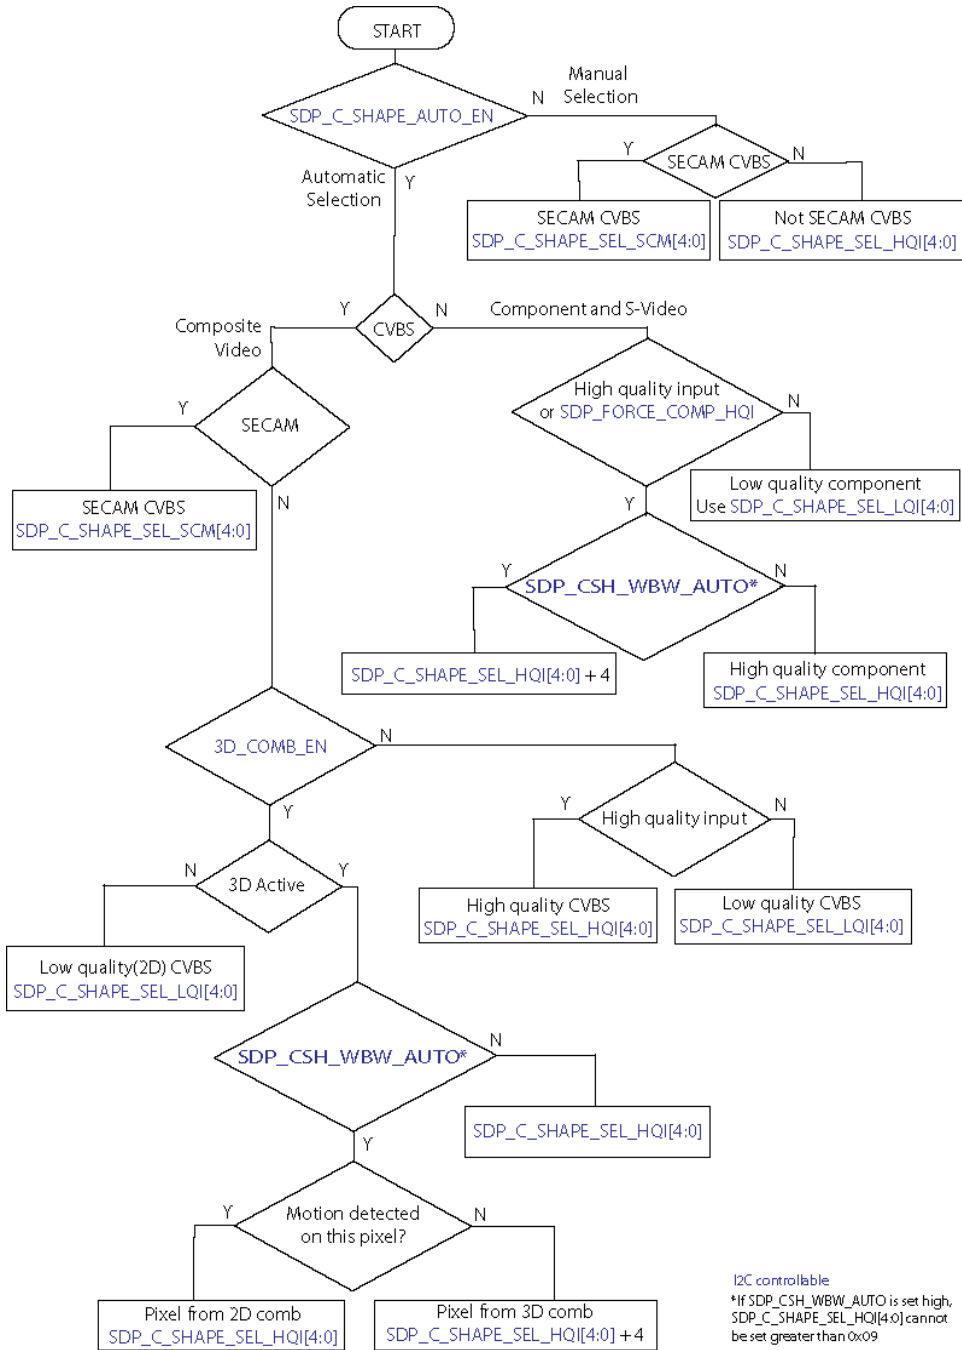 START
SDP_C_SHAPE_AUTO_EN
N
Manual
Selection
Y
SECAM CVBS
N
Automatic
Selection
Y
SECAM CVBS
SDP_C_SHAPE_SEL_SCM[4:0]
Not SECAM CVBS
SDP_C_SHAPE_SEL_HQI[4:0]
Y
CVBS
N
Component and S-Video
Composite
Video
High quality input
or SDP_FORCE_COMP_HQI
N
Y
SECAM
N
SECAM CVBS
SDP_C_SHAPE_SEL_SCM[4:0]
Low quality component
Use SDP_C_SHAPE_SEL_LQI[4:0]
Y
Y
SDP_CSH_WBW_AUTO*
N
SDP_C_SHAPE_SEL_HQI[4:0] + 4
High quality component
SDP_C_SHAPE_SEL_HQI[4:0]
3D_COMB_EN
N
Y
Y
High quality input
N
N
3D Active
Y
High quality CVBS
SDP_C_SHAPE_SEL_HQI[4:0]
Low quality CVBS
SDP_C_SHAPE_SEL_LQI[4:0]
Low quality(2D) CVBS
SDP_C_SHAPE_SEL_LQI[4:0]
SDP_CSH_WBW_AUTO*
N
SDP_C_SHAPE_SEL_HQI[4:0]
Y
Y
Motion detected
on this pixel?
N
Pixel from 2D comb
SDP_C_SHAPE_SEL_HQI[4:0]
Pixel from 3D comb
SDP_C_SHAPE_SEL_HQI[4:0] + 4
I2C controllable
*If SDP_CSH_WBW_AUTO is set high,
SDP_C_SHAPE_SEL_HQI[4:0] cannot
be set greater than 0x09